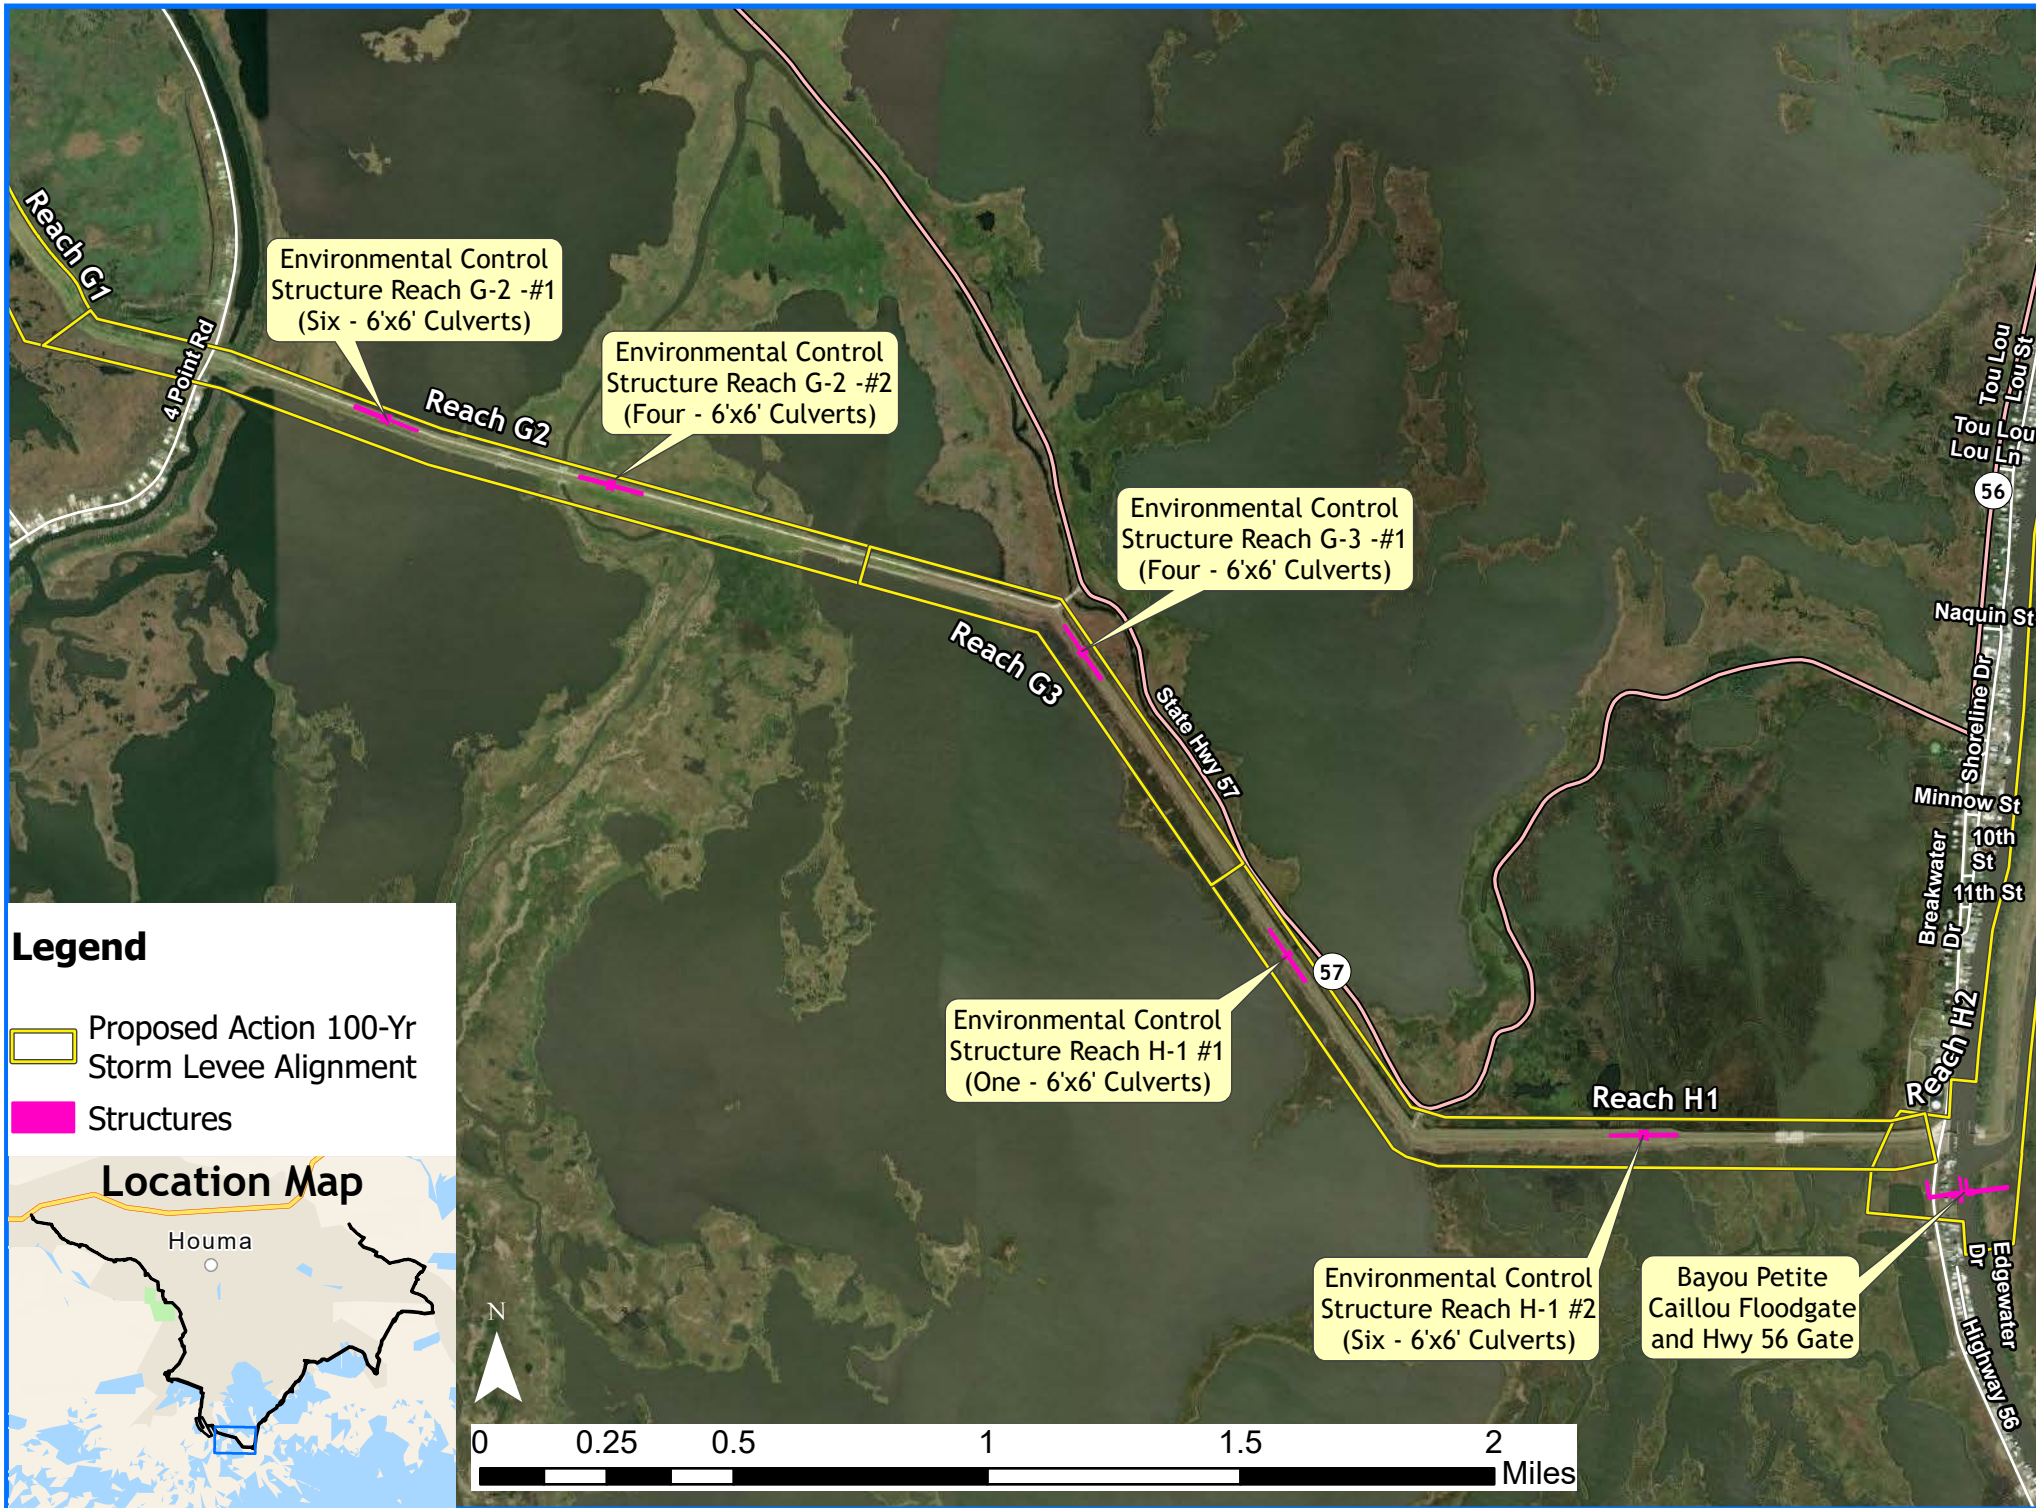 Reach G1
4 Point Rd
Environmental Control
Structure Reach G-2 -#1
(Six - 6'x6' Culverts)
Reach G2
Environmental Control
Structure Reach G-2 -#2
(Four - 6'x6' Culverts)
Environmental Control
Structure Reach G-3 -#1
(Four - 6'x6' Culverts)
Reach G3
State Hwy 57
57
Tou Lou
Lou St
Tou Lou
Lou Ln
56
Naquin St
Shoreline Dr
Minnow St
10th
St
11th St
Breakwater
Dr
Reach H2
Environmental Control
Structure Reach H-1 #1
(One - 6'x6' Culverts)
Reach H1
Environmental Control
Structure Reach H-1 #2
(Six - 6'x6' Culverts)
Bayou Petite
Caillou Floodgate
and Hwy 56 Gate
Edgewater
Dr
Highway 56
Legend
Proposed Action 100-Yr
Storm Levee Alignment
Structures
Location Map
Houma
N
0 0.25 0.5 1 1.5 2
Miles